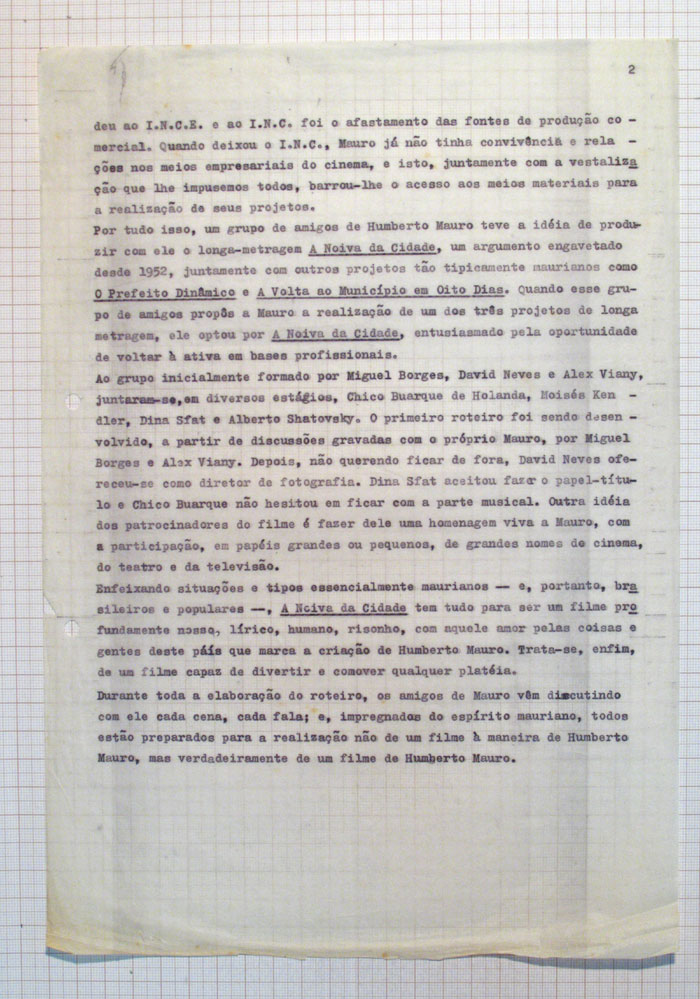 2
deu ao I.N.C.E. e ao I.N.C. foi o afastamento das fontes de produção co -
mercial. Quando deixou o I.N.C., Mauro já não tinha convivência e rela -
ções nos meios empresariais do cinema, e isto, juntamente com a vestaliza
ção que lhe impusemos todos, barrou-lhe o acesso aos meios materiais para
a realização de seus projetos.
Por tudo isso, um grupo de amigos de Humberto Mauro teve a idéia de produ-
zir com ele o longa-metragem A Noiva da Cidade, um argumento engavetado
desde 1952, juntamente com outros projetos tão tipicamente maurianos como
O Prefeito Dinâmico e A Volta ao Município em Oito Dias. Quando esse gru-
po de amigos propôs a Mauro a realização de um dos três projetos de longa
metragem, ele optou por A Noiva da Cidade, entusiasmado pela oportunidade
de voltar à ativa em bases profissionais.
Ao grupo inicialmente formado por Miguel Borges, David Neves e Alex Viany,
juntaram-se,em diversos estágios, Chico Buarque de Holanda, Moisés Ken -
dler, Dina Sfat e Alberto Shatovsky. O primeiro roteiro foi sendo desen -
volvido, a partir de discussões gravadas com o próprio Mauro, por Miguel
Borges e Alex Viany. Depois, não querendo ficar de fora, David Neves ofe-
receu-se como diretor de fotografia. Dina Sfat aceitou fazer o papel-títu-
lo e Chico Buarque não hesitou em ficar com a parte musical. Outra idéia
dos patrocinadores do filme é fazer dele uma homenagem viva a Mauro, com
a participação, em papéis grandes ou pequenos, de grandes nomes do cinema,
do teatro e da televisão.
Enfeixando situações e tipos essencialmente maurianos — e, portanto, bra
sileiros e populares —, A Noiva da Cidade tem tudo para ser um filme pro
fundamente nosso, lírico, humano, risonho, com aquele amor pelas coisas e
gentes deste páís que marca a criação de Humberto Mauro. Trata-se, enfim,
de um filme capaz de divertir e comover qualquer platéia.
Durante toda a elaboração do roteiro, os amigos de Mauro vêm discutindo
com ele cada cena, cada fala; e, impregnados do espírito mauriano, todos
estão preparados para a realização não de um filme à maneira de Humberto
Mauro, mas verdadeiramente de um filme de Humberto Mauro.